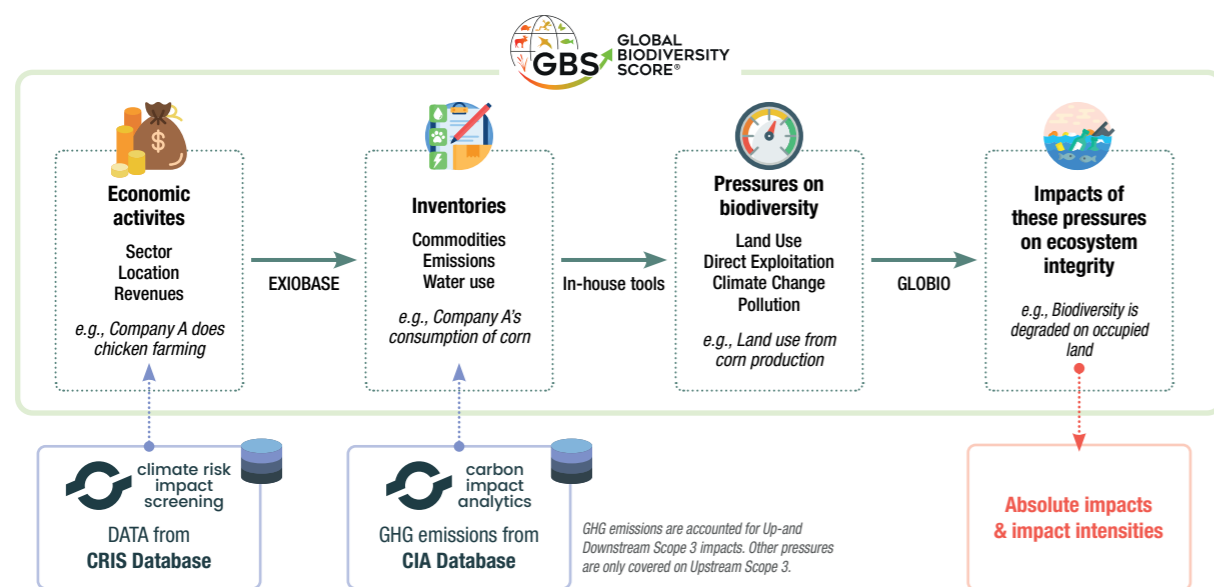 GBS
GLOBAL
BIODIVERSITY
SCORE®
$
Economic
activites
Sector
Location
Revenues
e.g., Company A does
chicken farming
EXIOBASE
Inventories
Commodities
Emissions
Water use
e.g., Company A's
consumption of corn
In-house tools
Pressures on
biodiversity
Land Use
Direct Exploitation
Climate Change
Pollution
e.g., Land use from
corn production
GLOBIO
Impacts of
these pressures
on ecosystem
integrity
e.g., Biodiversity is
degraded on occupied
land
climate risk
impact
screening
DATA from
CRIS Database
carbon
impact
analytics
GHG emissions from
CIA Database
GHG emissions are accounted for Up-and
Downstream Scope 3 impacts. Other pressures
are only covered on Upstream Scope 3.
Absolute impacts
& impact intensities